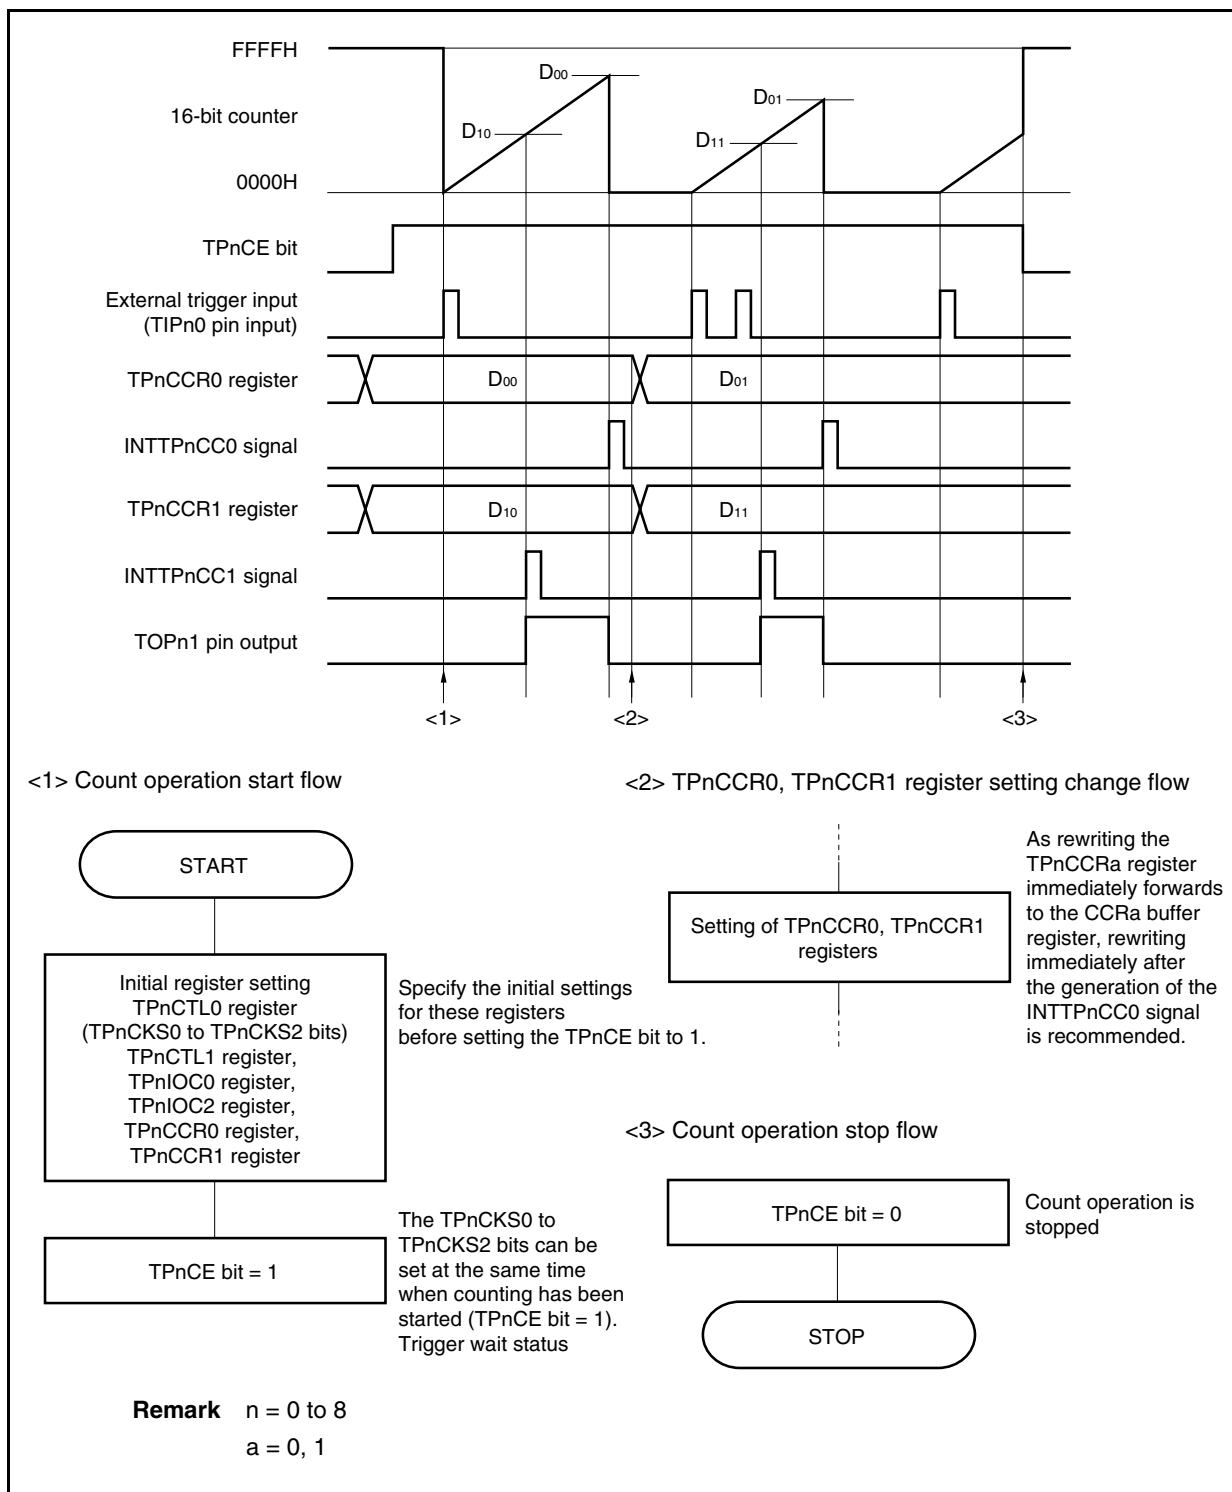 FFFFH
D00
D01
16-bit counter
D10
D11
0000H
TPnCE bit
External trigger input
(TIPn0 pin input)
TPnCCR0 register
D00
D01
INTTPnCC0 signal
TPnCCR1 register
D10
D11
INTTPnCC1 signal
TOPn1 pin output
<1>
<2>
<3>
<1> Count operation start flow
START
Initial register setting
TPnCTL0 register
(TPnCKS0 to TPnCKS2 bits)
TPnCTL1 register,
TPnIOC0 register,
TPnIOC2 register,
TPnCCR0 register,
TPnCCR1 register
Specify the initial settings
for these registers
before setting the TPnCE bit to 1.
TPnCE bit = 1
The TPnCKS0 to
TPnCKS2 bits can be
set at the same time
when counting has been
started (TPnCE bit = 1).
Trigger wait status
<2> TPnCCR0, TPnCCR1 register setting change flow
Setting of TPnCCR0, TPnCCR1
registers
As rewriting the
TPnCCRa register
immediately forwards
to the CCRa buffer
register, rewriting
immediately after
the generation of the
INTTPnCC0 signal
is recommended.
<3> Count operation stop flow
TPnCE bit = 0
Count operation is
stopped
STOP
Remark n = 0 to 8
a = 0, 1